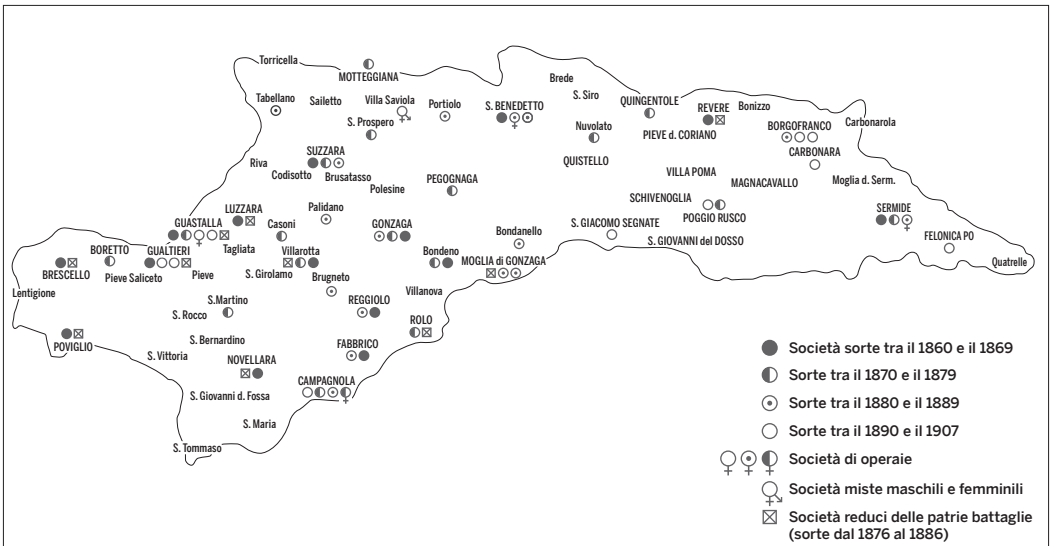 Torricella
MOTTEGGIANA
Brede
S. Siro
Tabellano
Sailetto
Villa Saviola
Portiolo
S. BENEDETTO
QUINGENTOLE
REVERE
Bonizzo
S. Prospero
Nuvolato
PIEVE d. CORIANO
BORGOFRANCO
Carbonarola
SUZZARA
QUISTELLO
CARBONARA
Riva
Codisotto
Brusatasso
Polesine
PEGOGNAGA
VILLA POMA
MAGNACAVALLO
Moglia d. Serm.
SCHIVENOGLIA
LUZZARA
Palidano
POGGIO RUSCO
SERMIDE
GUASTALLA
Casoni
GONZAGA
S. GIACOMO SEGNATE
Bondanello
S. GIOVANNI del DOSSO
FELONICA PO
BORETTO
GUALTIERI
Tagliata
Villarotta
Bondeno
MOGLIA di GONZAGA
Quatrelle
BRESCELLO
Pieve Saliceto
Pieve
S. Girolamo
Brugneto
Villanova
Lentigione
S.Martino
REGGIOLO
S. Rocco
ROLO
POVIGLIO
S. Bernardino
FABBRICO
S. Vittoria
NOVELLARA
CAMPAGNOLA
S. Giovanni d. Fossa
S. Maria
S. Tommaso
Società sorte tra il 1860 e il 1869
Sorte tra il 1870 e il 1879
Sorte tra il 1880 e il 1889
Sorte tra il 1890 e il 1907
Società di operaie
Società miste maschili e femminili
Società reduci delle patrie battaglie
(sorte dal 1876 al 1886)